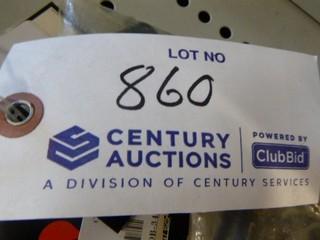 LOT NO
860
CENTURY AUCTIONS
POWERED BY
ClubBid
A DIVISION OF CENTURY SERVICES